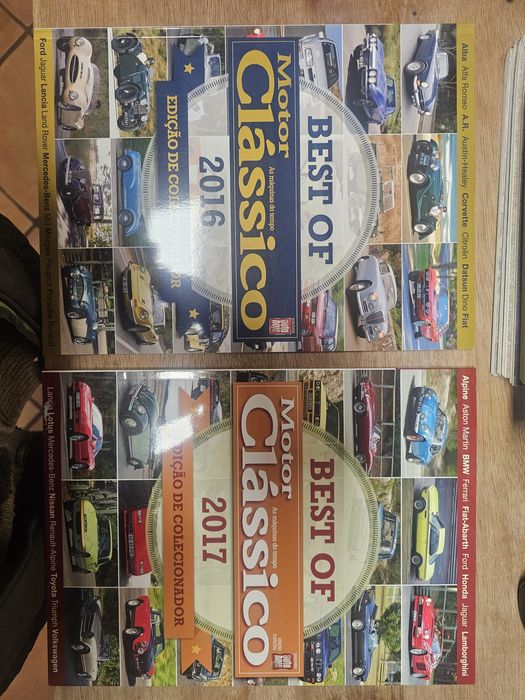 Alba Alfa Romeo A.R. Austin-Healey Corvette Citroën Datsun Dino Fiat
BEST OF
Motor
Clássico
As máquinas do tempo
2016
EDIÇÃO DE COLECIONADOR
Ford Jaguar Lancia Land Rover Mercedes-Benz MG Morgan Peugeot Porsche Renault
Alpine Aston Martin BMW Ferrari Fiat-Abarth Ford Honda Jaguar Lamborghini
BEST OF
Motor
Clássico
As máquinas do tempo
2017
EDIÇÃO DE COLECIONADOR
Lancia Lotus Mercedes-Benz Nissan Renault-Alpine Toyota Triumph Volkswagen